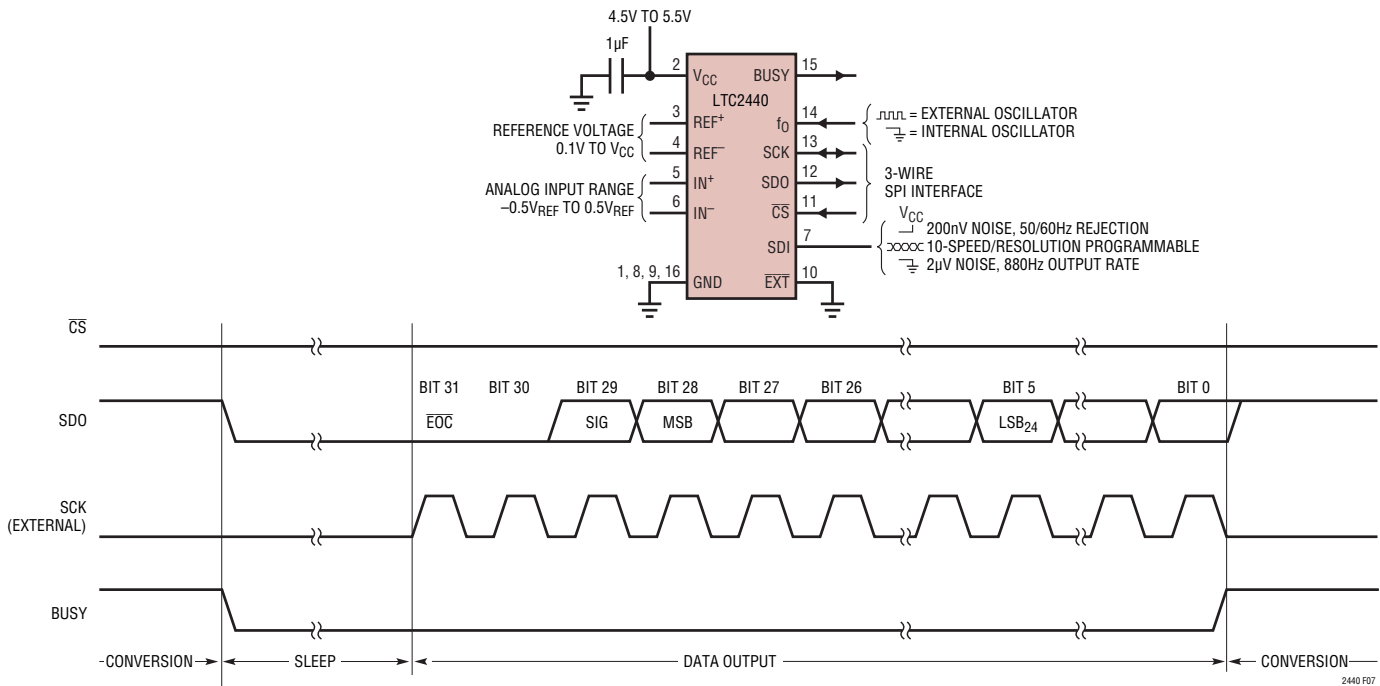 4.5V TO 5.5V
1µF
2
VCC
BUSY
15
LTC2440
3
REF+
fO
14
= EXTERNAL OSCILLATOR
= INTERNAL OSCILLATOR
REFERENCE VOLTAGE
0.1V TO VCC
4
REF–
SCK
13
5
IN+
SDO
12
3-WIRE
SPI INTERFACE
ANALOG INPUT RANGE
–0.5VREF TO 0.5VREF
6
IN–
CS
11
VCC
200nV NOISE, 50/60Hz REJECTION
SDI
7
10-SPEED/RESOLUTION PROGRAMMABLE
2µV NOISE, 880Hz OUTPUT RATE
1, 8, 9, 16
GND
EXT
10
CS
BIT 31
BIT 30
BIT 29
BIT 28
BIT 27
BIT 26
BIT 5
BIT 0
SDO
EOC
SIG
MSB
LSB24
SCK
(EXTERNAL)
BUSY
CONVERSION
SLEEP
DATA OUTPUT
CONVERSION
2440 F07